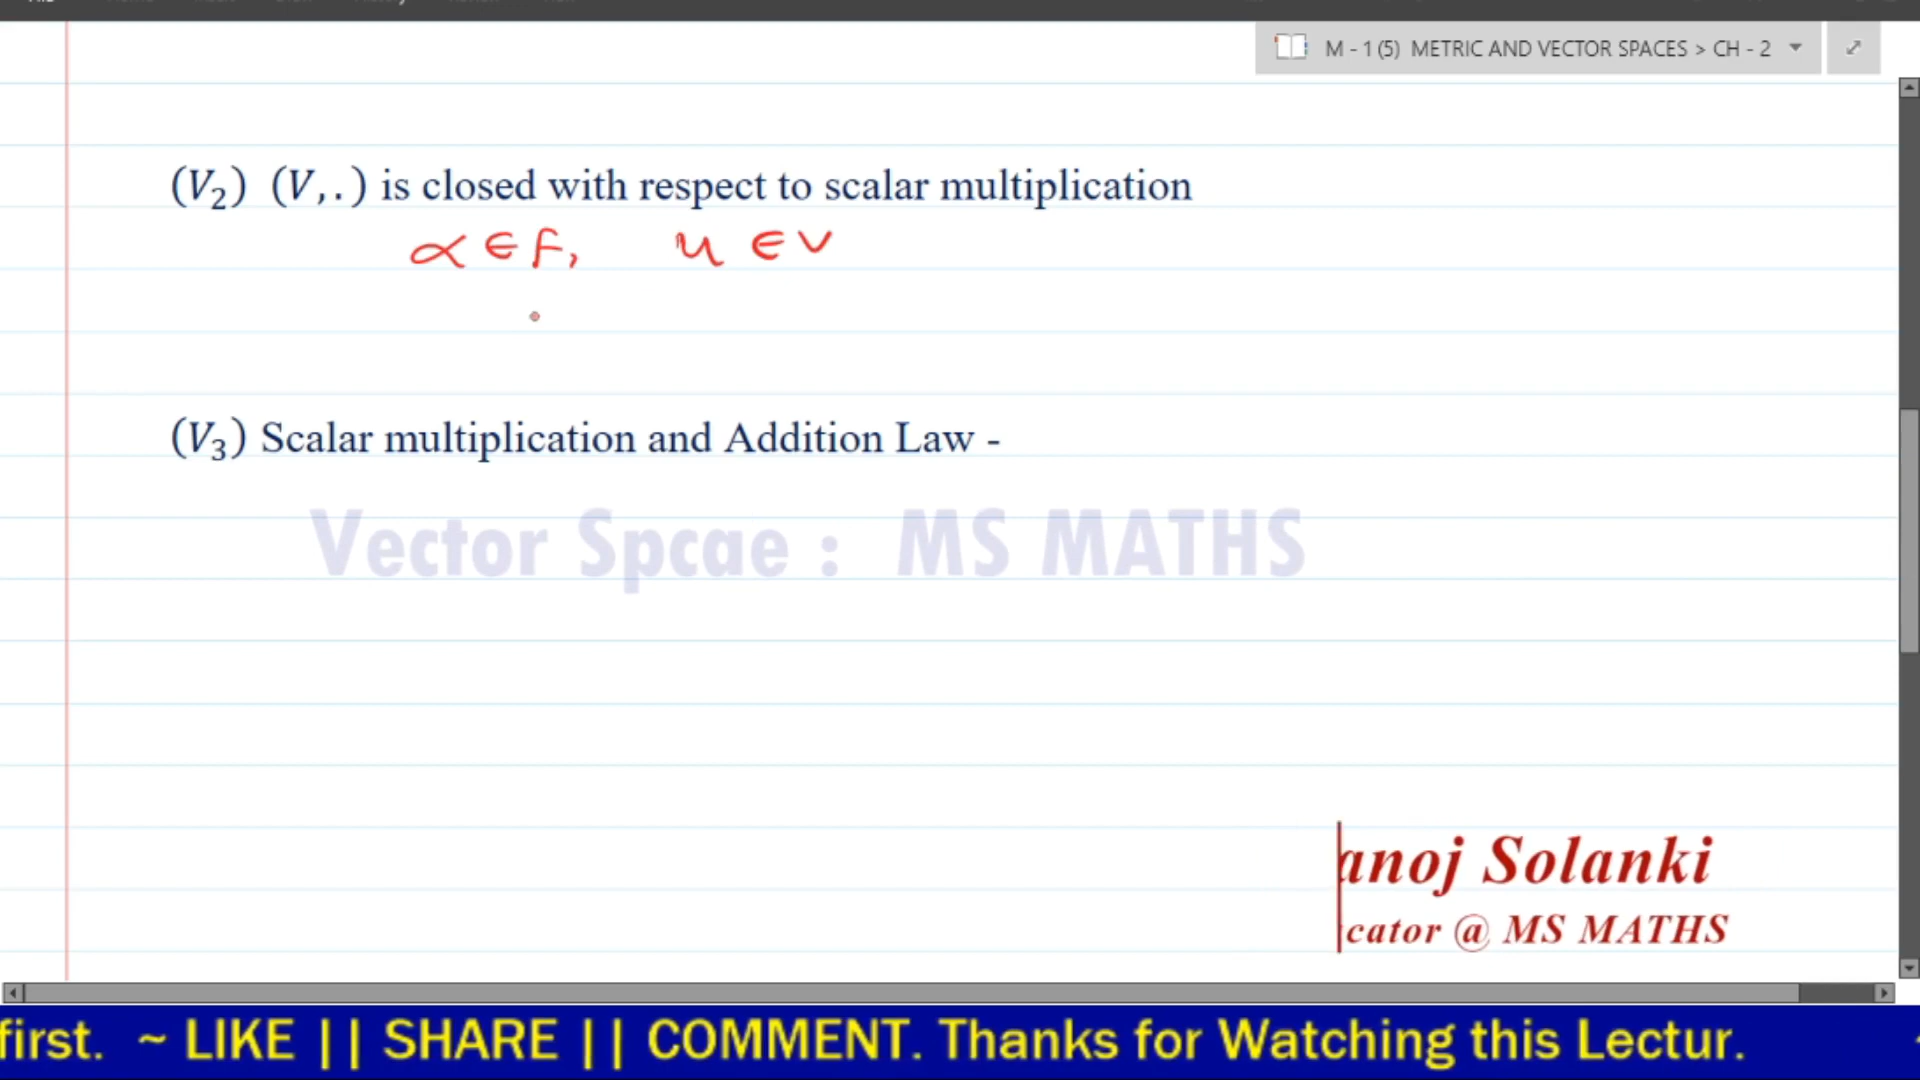 M - 1 (5) METRIC AND VECTOR SPACES > CH - 2
(V₂) (V, . ) is closed with respect to scalar multiplication
α ∈ F, u ∈ V
(V₃) Scalar multiplication and Addition Law -
Vector Spcae : MS MATHS
anoj Solanki
cator @ MS MATHS
first. ~ LIKE || SHARE || COMMENT. Thanks for Watching this Lectur.